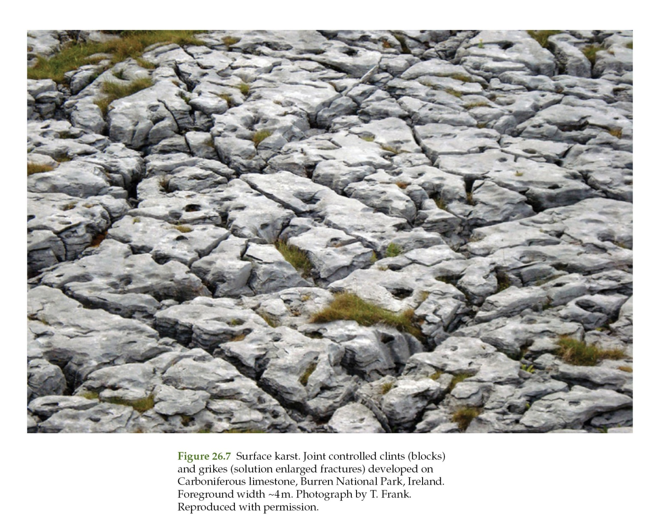 Figure 26.7 Surface karst. Joint controlled clints (blocks)
and grikes (solution enlarged fractures) developed on
Carboniferous limestone, Burren National Park, Ireland.
Foreground width ~4 m. Photograph by T. Frank.
Reproduced with permission.